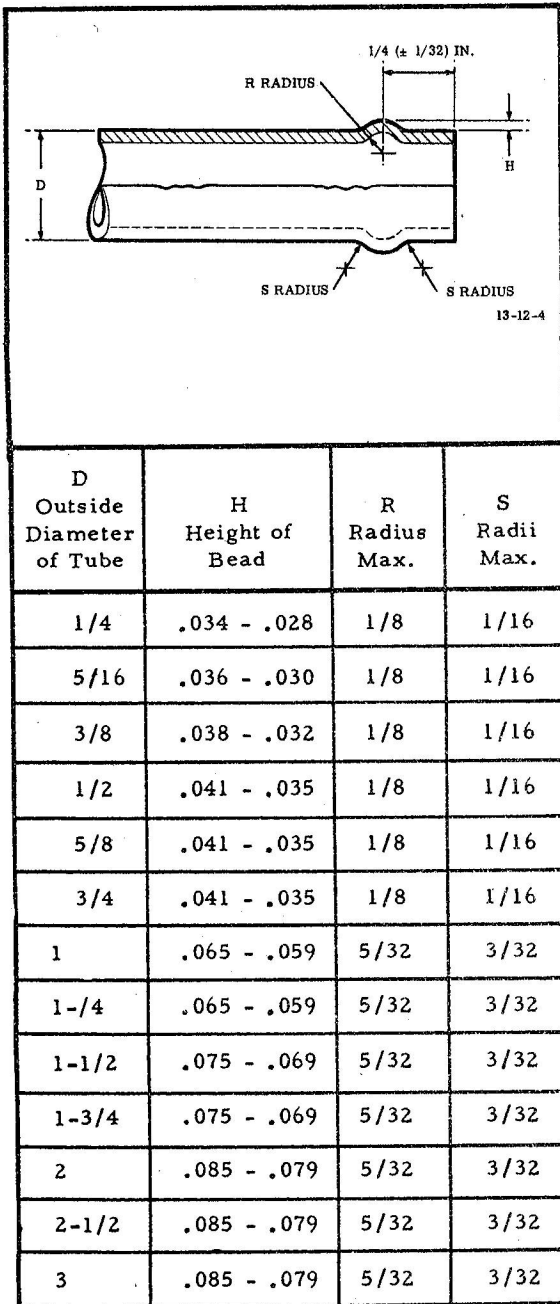 1/4 (± 1/32) IN.
R RADIUS
D
H
S RADIUS
S RADIUS
13-12-4
D
Outside
Diameter
of Tube
H
Height of
Bead
R
Radius
Max.
S
Radii
Max.
1/4 .034 - .028 1/8 1/16
5/16 .036 - .030 1/8 1/16
3/8 .038 - .032 1/8 1/16
1/2 .041 - .035 1/8 1/16
5/8 .041 - .035 1/8 1/16
3/4 .041 - .035 1/8 1/16
1 .065 - .059 5/32 3/32
1-/4 .065 - .059 5/32 3/32
1-1/2 .075 - .069 5/32 3/32
1-3/4 .075 - .069 5/32 3/32
2 .085 - .079 5/32 3/32
2-1/2 .085 - .079 5/32 3/32
3 .085 - .079 5/32 3/32